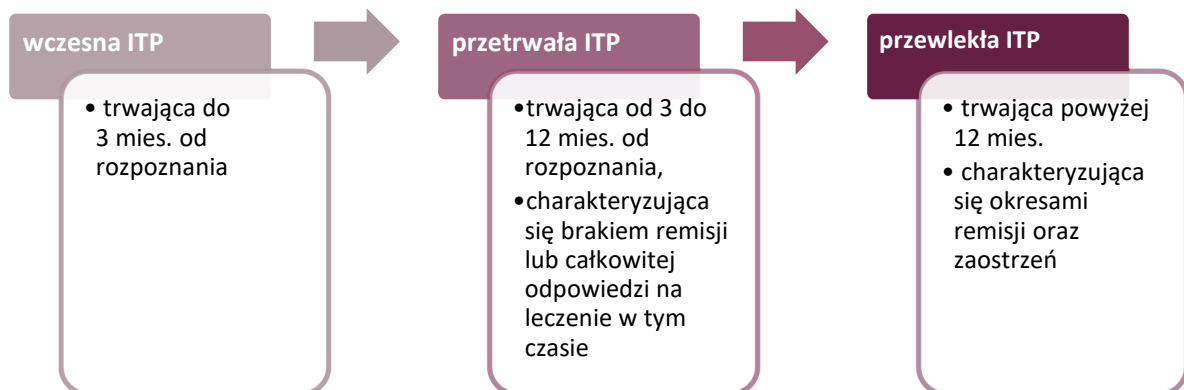 wczesna ITP
• trwająca do
3 mies. od
rozpoznania
przetrwała ITP
•trwająca od 3 do
12 mies. od
rozpoznania,
•charakteryzująca
się brakiem remisji
lub całkowitej
odpowiedzi na
leczenie w tym
czasie
przewlekła ITP
• trwająca powyżej
12 mies.
• charakteryzująca
się okresami
remisji oraz
zaostrzeń